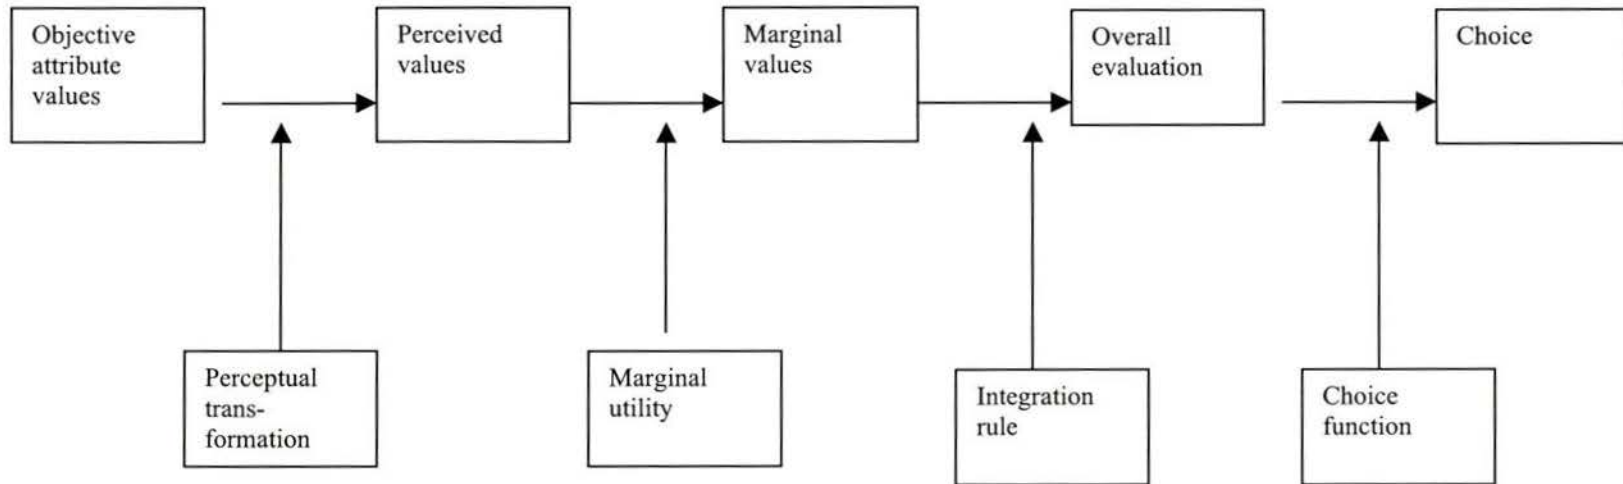 Objective
attribute
values
Perceived
values
Marginal
values
Overall
evaluation
Choice
Perceptual
trans-
formation
Marginal
utility
Integration
rule
Choice
function